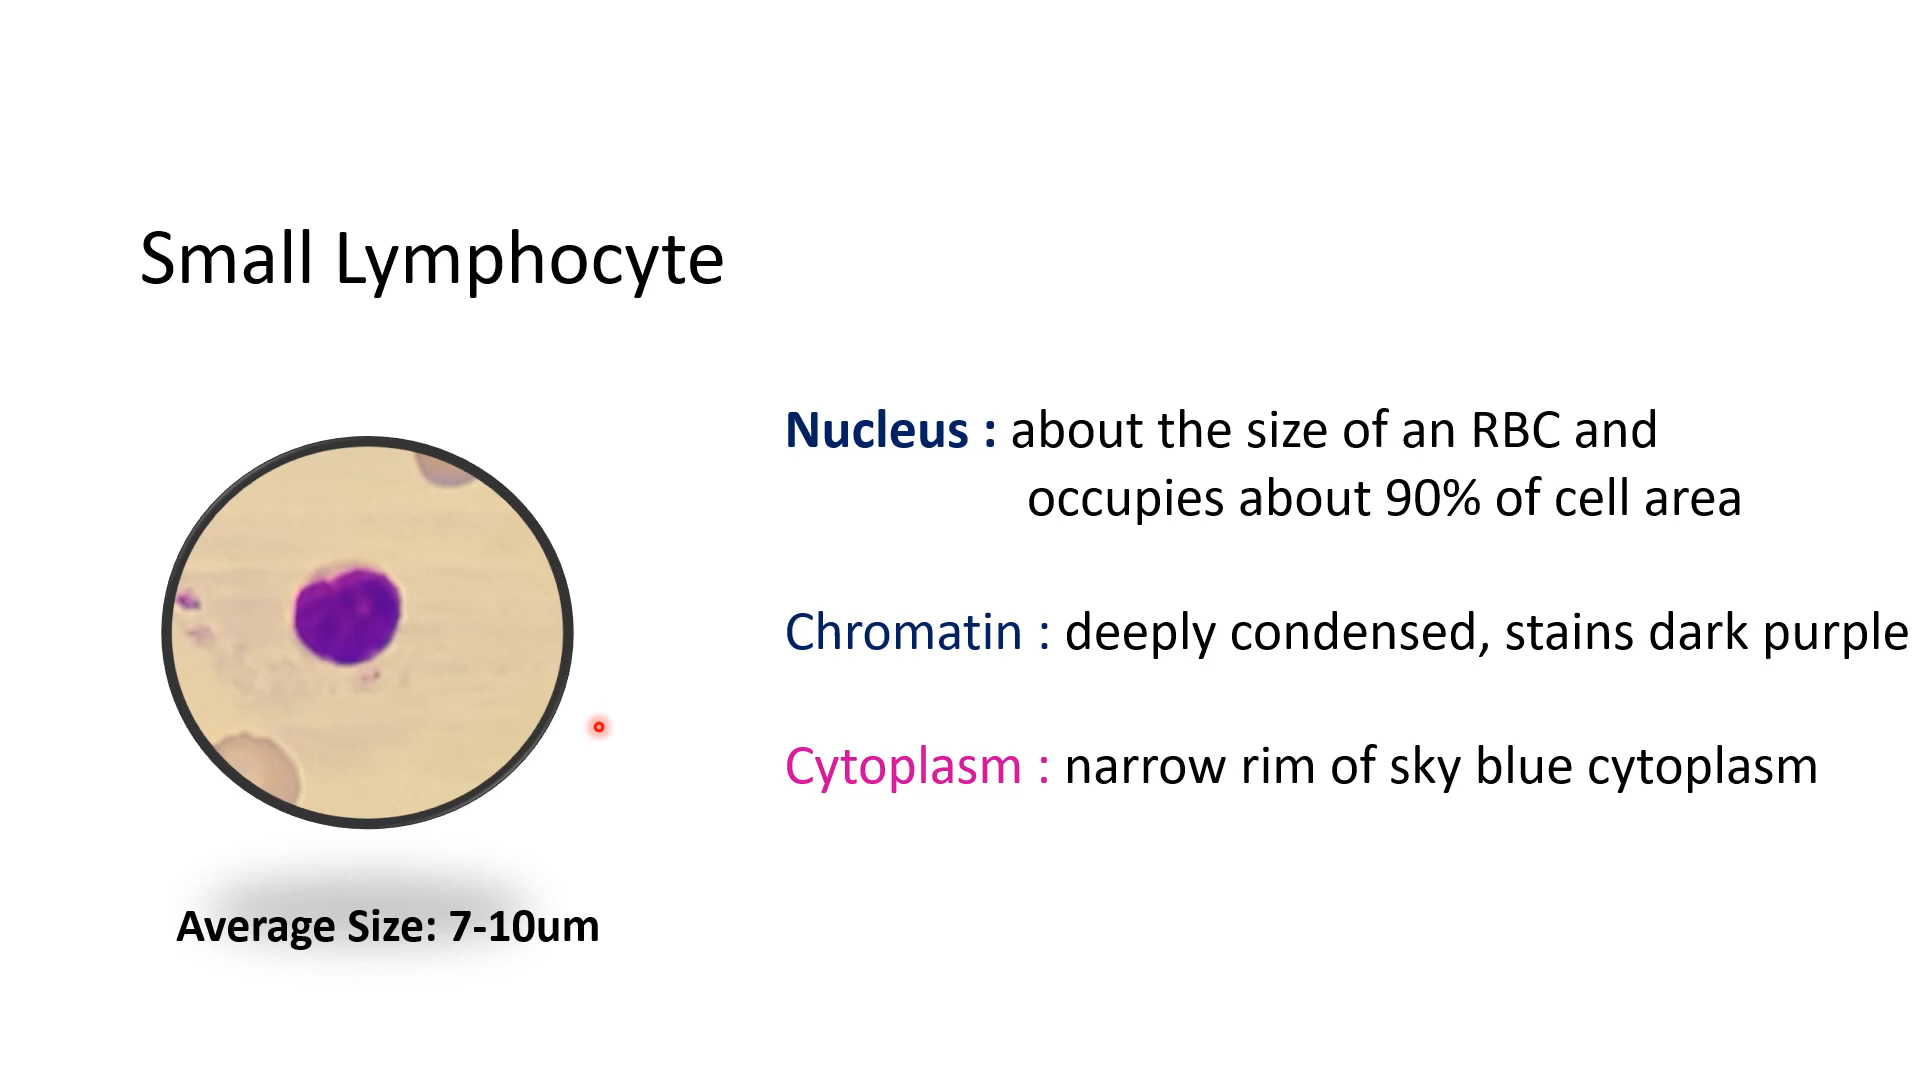 Small Lymphocyte
Nucleus : about the size of an RBC and
occupies about 90% of cell area
Chromatin : deeply condensed, stains dark purple
Cytoplasm : narrow rim of sky blue cytoplasm
Average Size: 7-10um